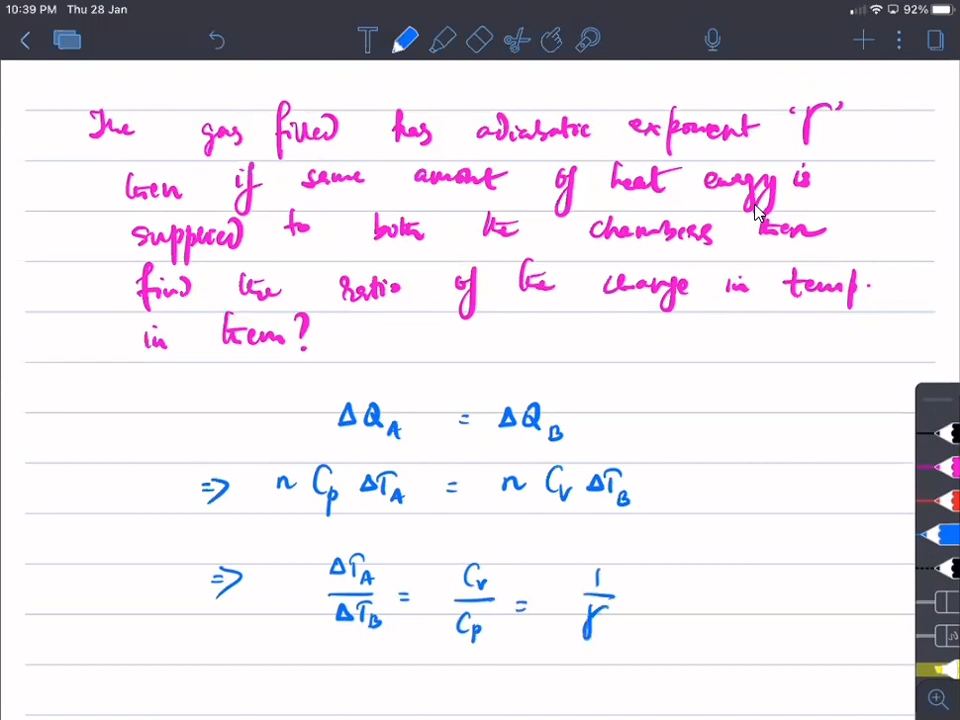 10:39 PM Thu 28 Jan 92%
T
The gas filled has adiabatic exponent 'γ'
then if same amount of heat energy is
supplied to both the chambers then
find the ratio of the change in temp.
in them?
ΔQ_A = ΔQ_B
⇒ n C_p ΔT_A = n C_v ΔT_B
⇒ ΔT_A/ΔT_B = C_v/C_p = 1/γ